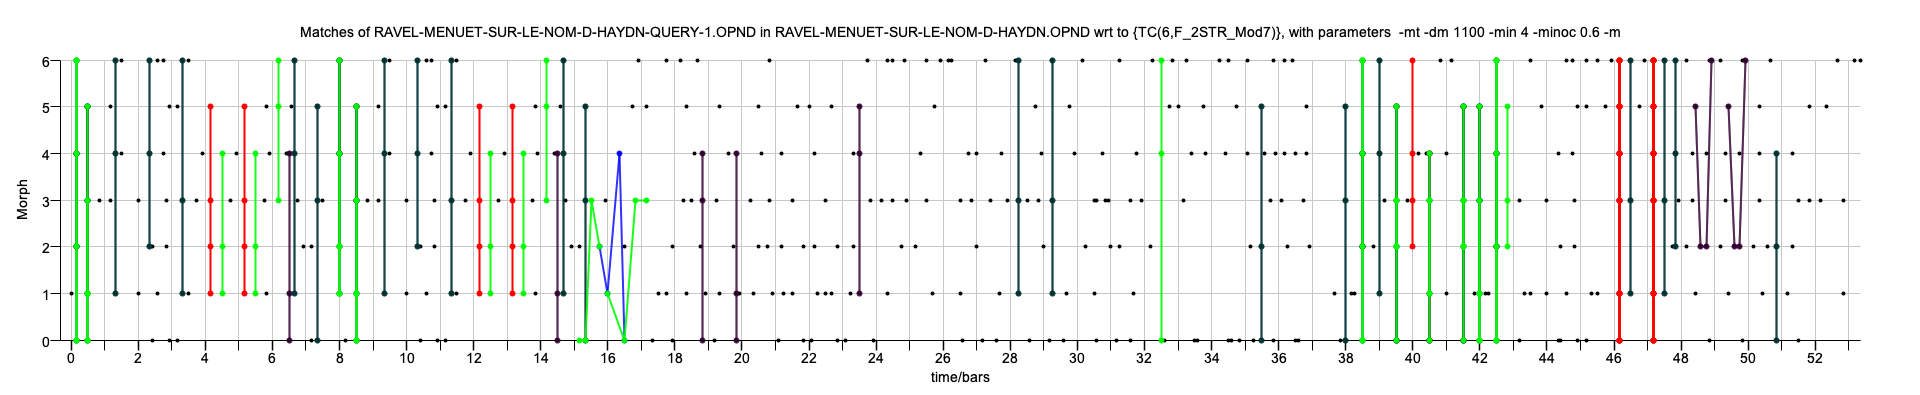 Matches of RAVEL-MENUET-SUR-LE-NOM-D-HAYDN-QUERY-1.OPND in RAVEL-MENUET-SUR-LE-NOM-D-HAYDN.OPND wrt to {TC(6,F_2STR_Mod7)}, with parameters -mt -dm 1100 -min 4 -minoc 0.6 -m
6
5
4
Morph
3
2
1
0
0 2 4 6 8 10 12 14 16 18 20 22 24 26 28 30 32 34 36 38 40 42 44 46 48 50 52
time/bars